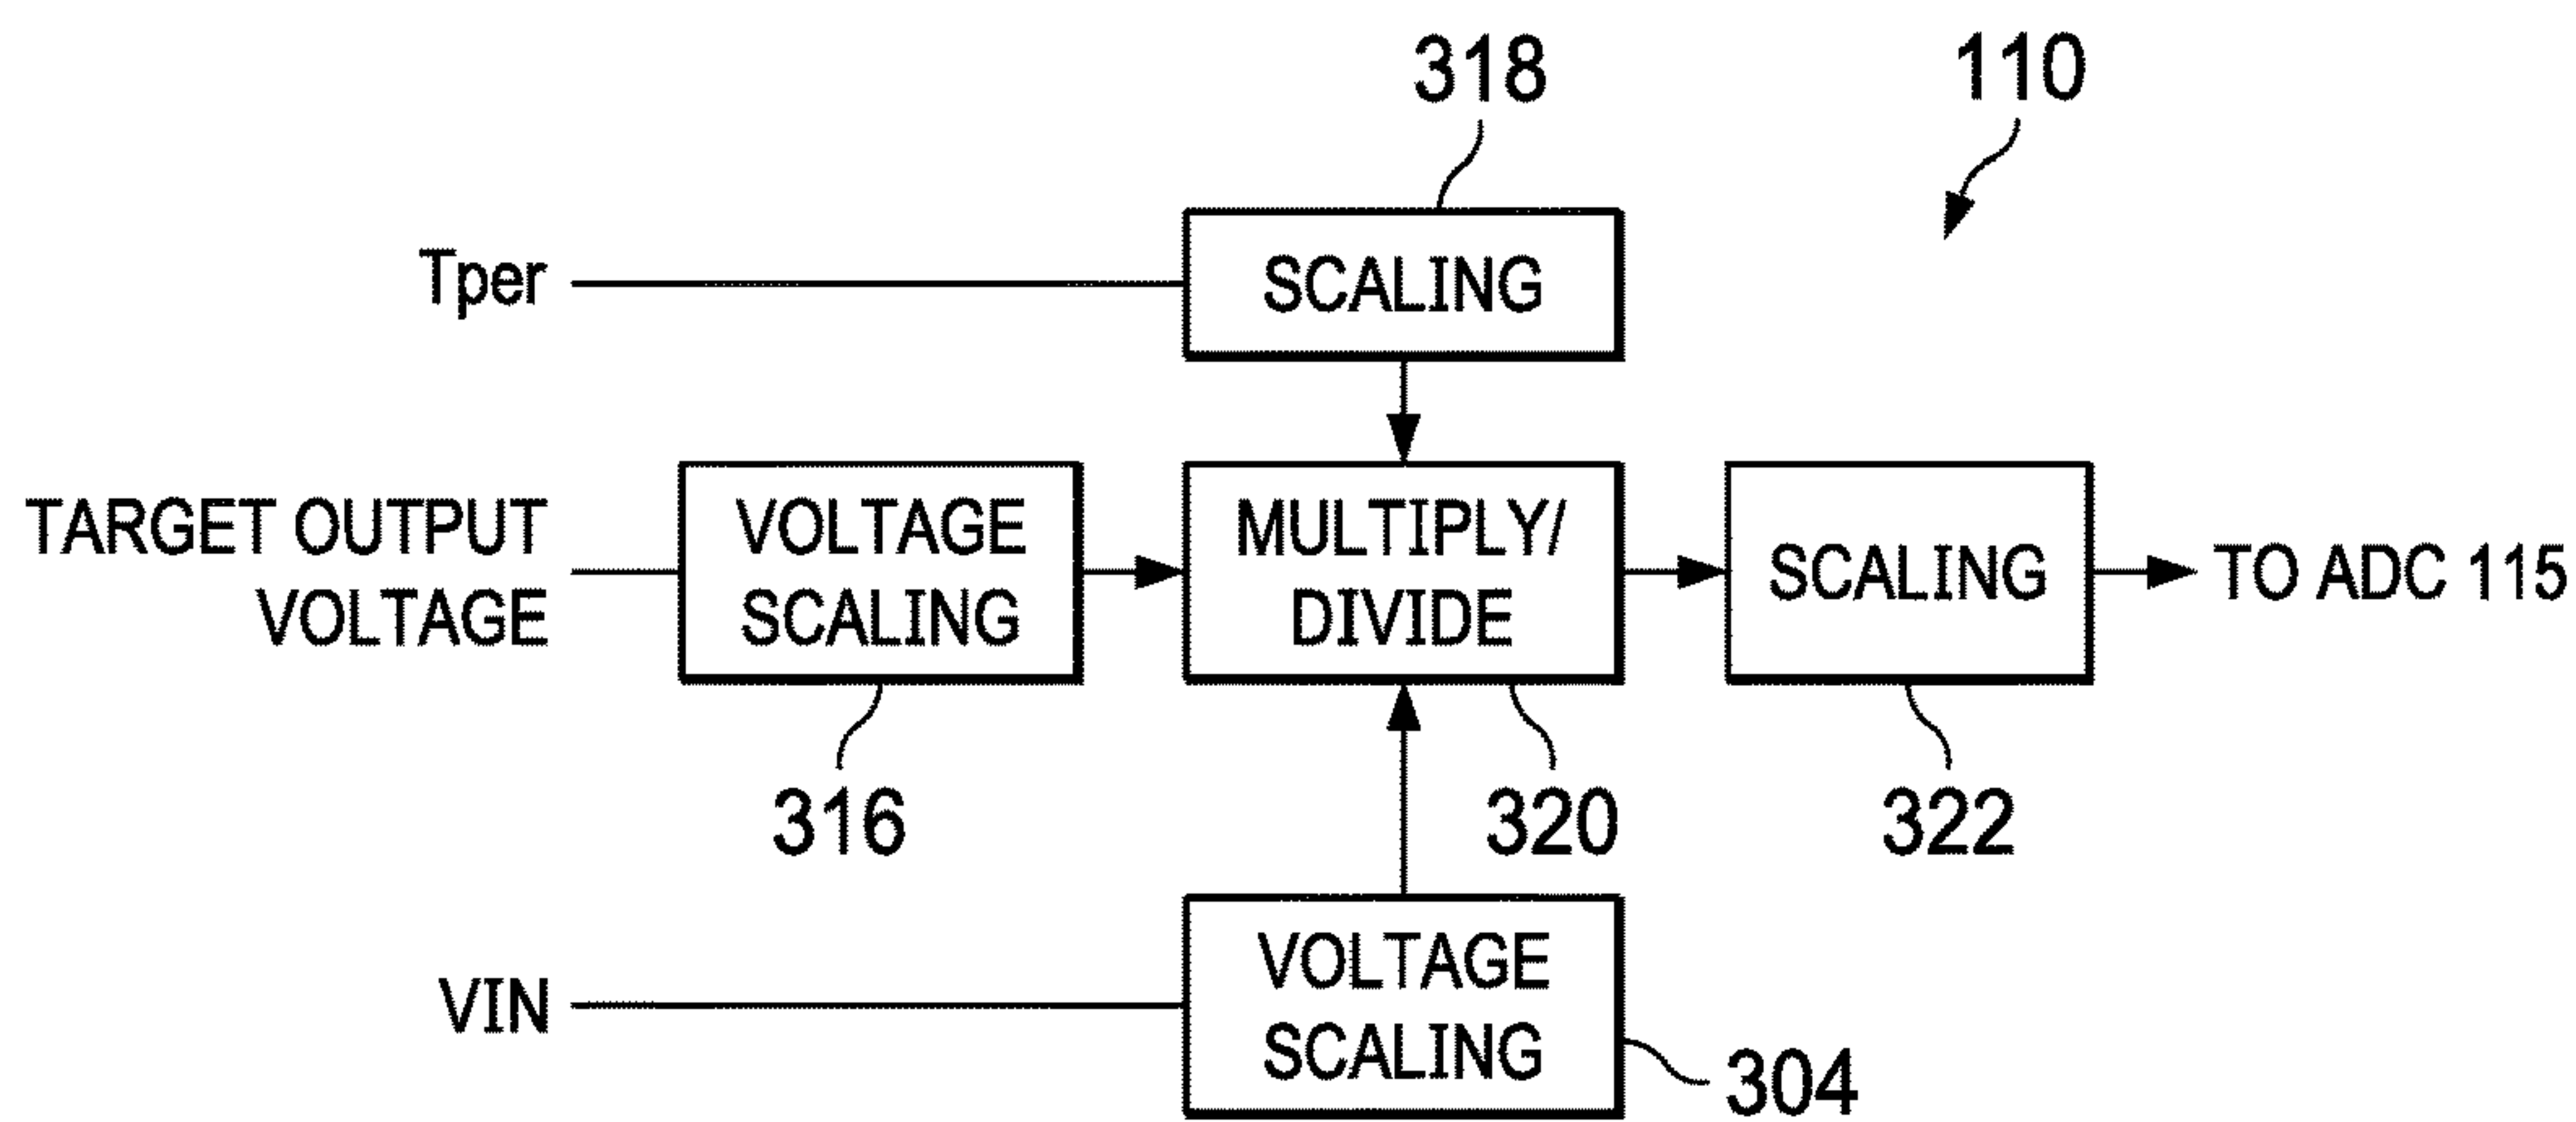 318
110
Tper
SCALING
TARGET OUTPUT
VOLTAGE
VOLTAGE
SCALING
MULTIPLY/
DIVIDE
SCALING
TO ADC 115
316
320
322
VIN
VOLTAGE
SCALING
304